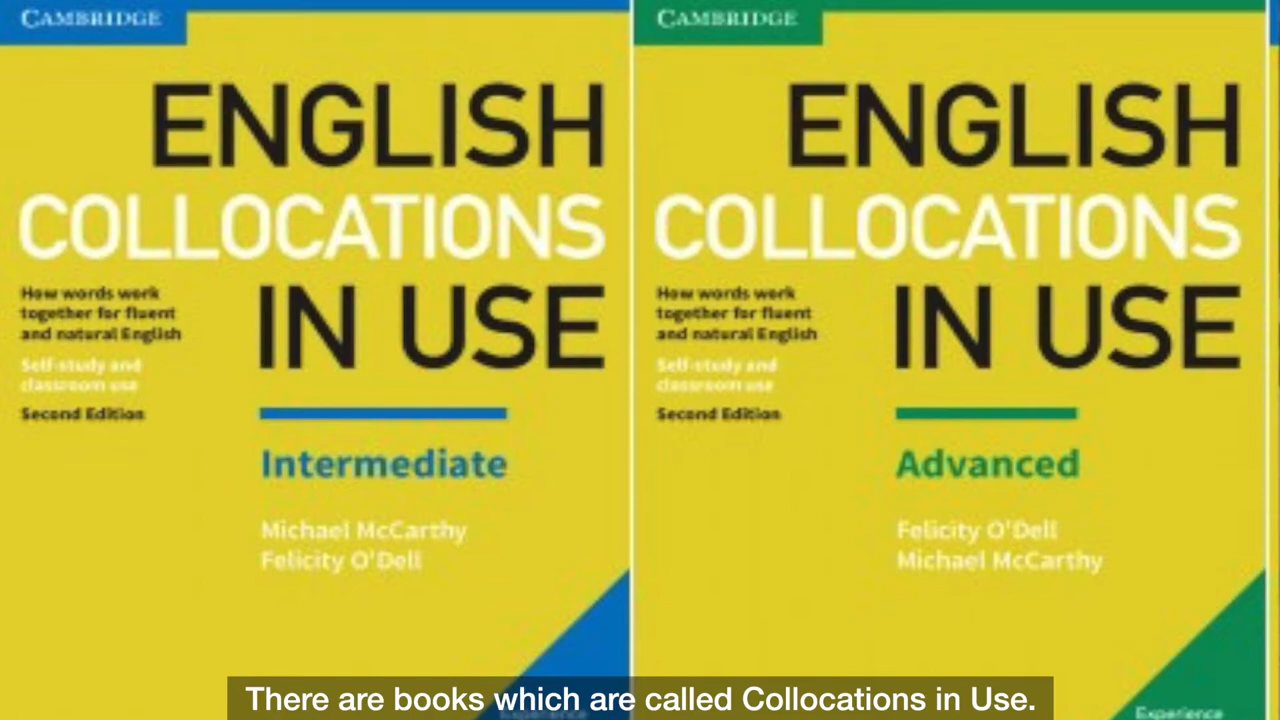 CAMBRIDGE
ENGLISH
COLLOCATIONS
IN USE
How words work
together for fluent
and natural English
Self-study and
classroom use
Second Edition
Intermediate
Michael McCarthy
Felicity O'Dell
Experience
CAMBRIDGE
ENGLISH
COLLOCATIONS
IN USE
How words work
together for fluent
and natural English
Self-study and
classroom use
Second Edition
Advanced
Felicity O'Dell
Michael McCarthy
Experience
There are books which are called Collocations in Use.